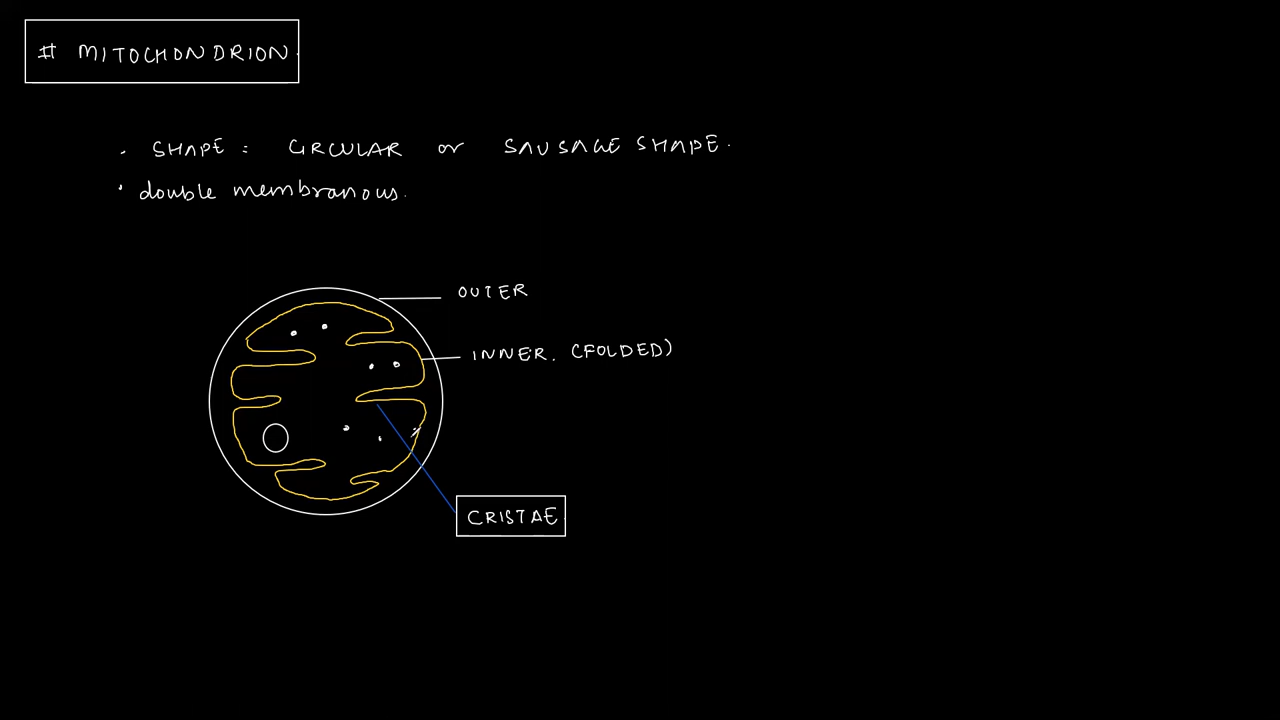 # MITOCHONDRION
. SHAPE : CIRCULAR or SAUSAGE SHAPE.
. double membranous.
OUTER
INNER. (FOLDED)
CRISTAE